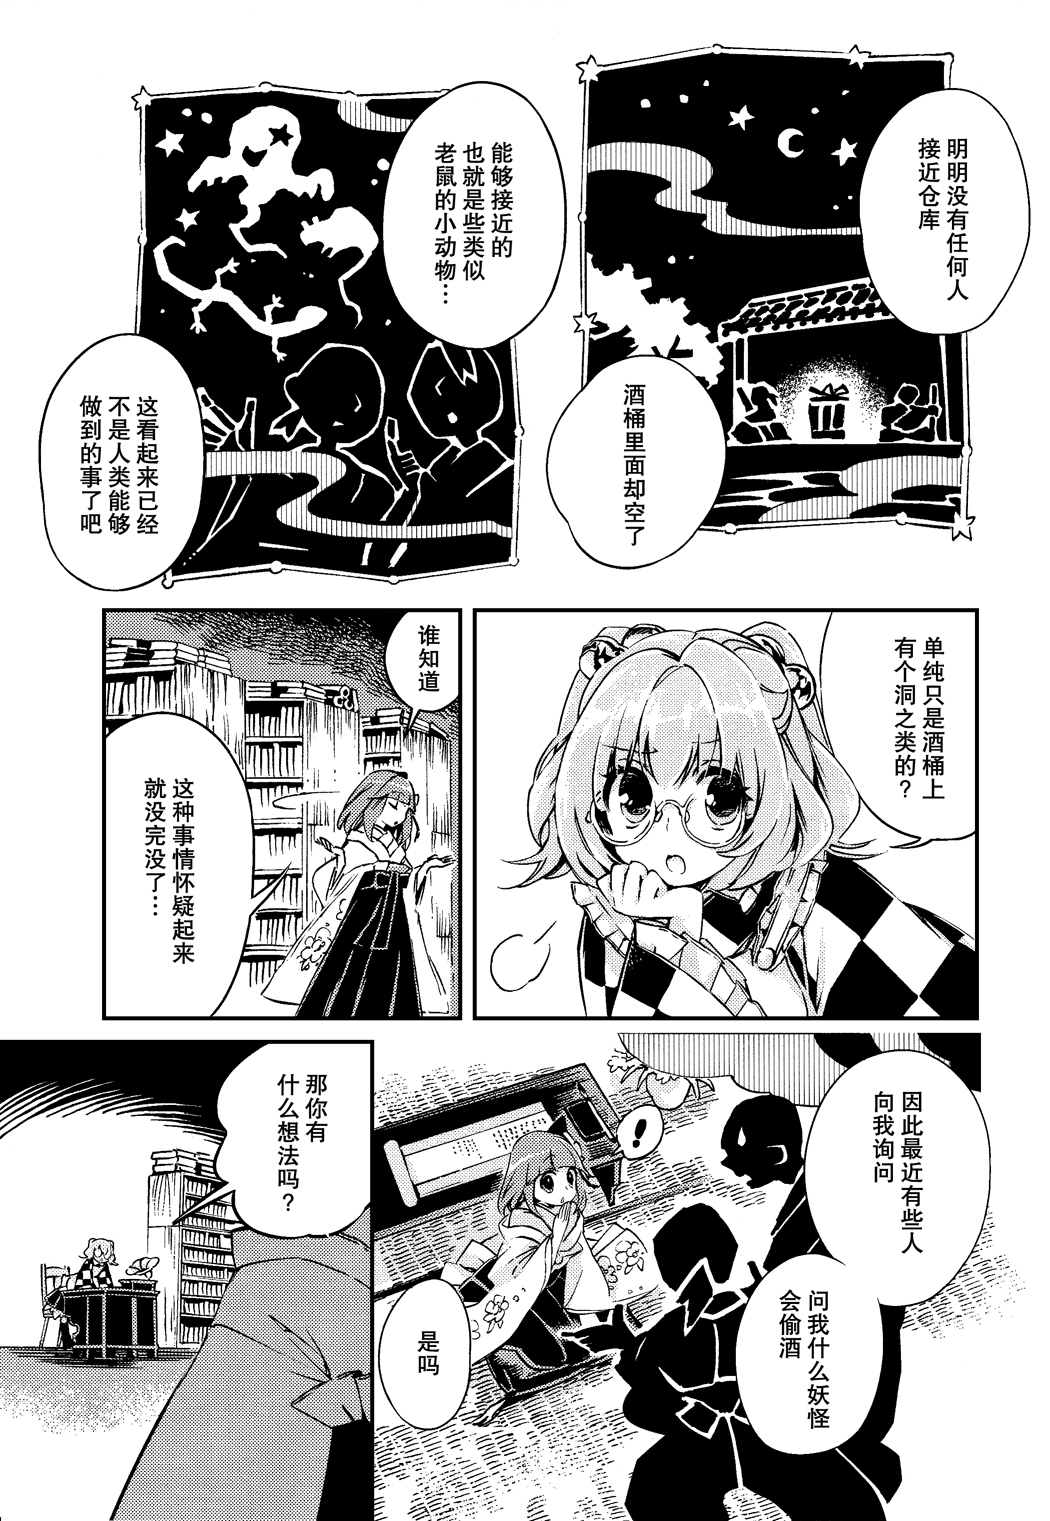 明明没有任何人
接近仓库
酒桶里面却空了
能够接近的
也就是些类似
老鼠的小动物…
这看起来已经
不是人类能够
做到的事了吧
单纯只是酒桶上
有个洞之类的？
谁知道
这种事情怀疑起来
就没完没了…
因此最近有些人
向我询问
问我什么妖怪
会偷酒
！
是吗
那你有
什么想法吗？